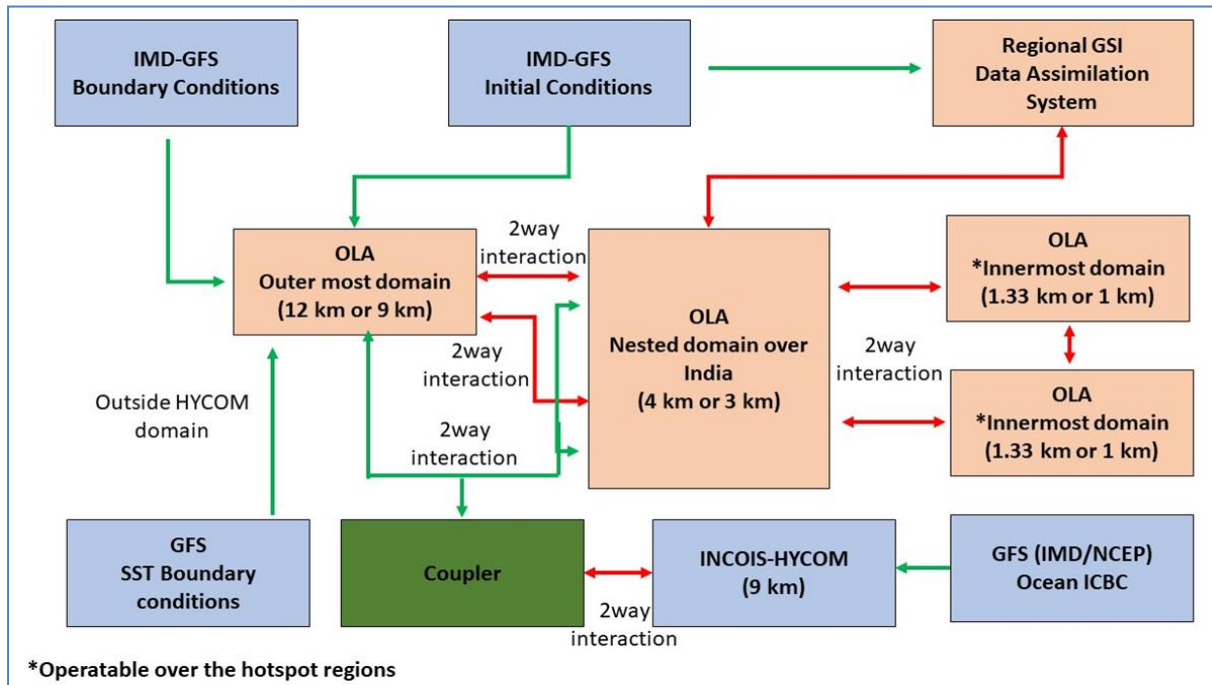 IMD-GFS
Boundary Conditions
IMD-GFS
Initial Conditions
Regional GSI
Data Assimilation
System
OLA
Outer most domain
(12 km or 9 km)
2way
interaction
2way
interaction
2way
interaction
OLA
Nested domain over
India
(4 km or 3 km)
OLA
*Innermost domain
(1.33 km or 1 km)
2way
interaction
OLA
*Innermost domain
(1.33 km or 1 km)
Outside HYCOM
domain
GFS
SST Boundary
conditions
Coupler
2way
interaction
INCOIS-HYCOM
(9 km)
GFS (IMD/NCEP)
Ocean ICBC
*Operatable over the hotspot regions